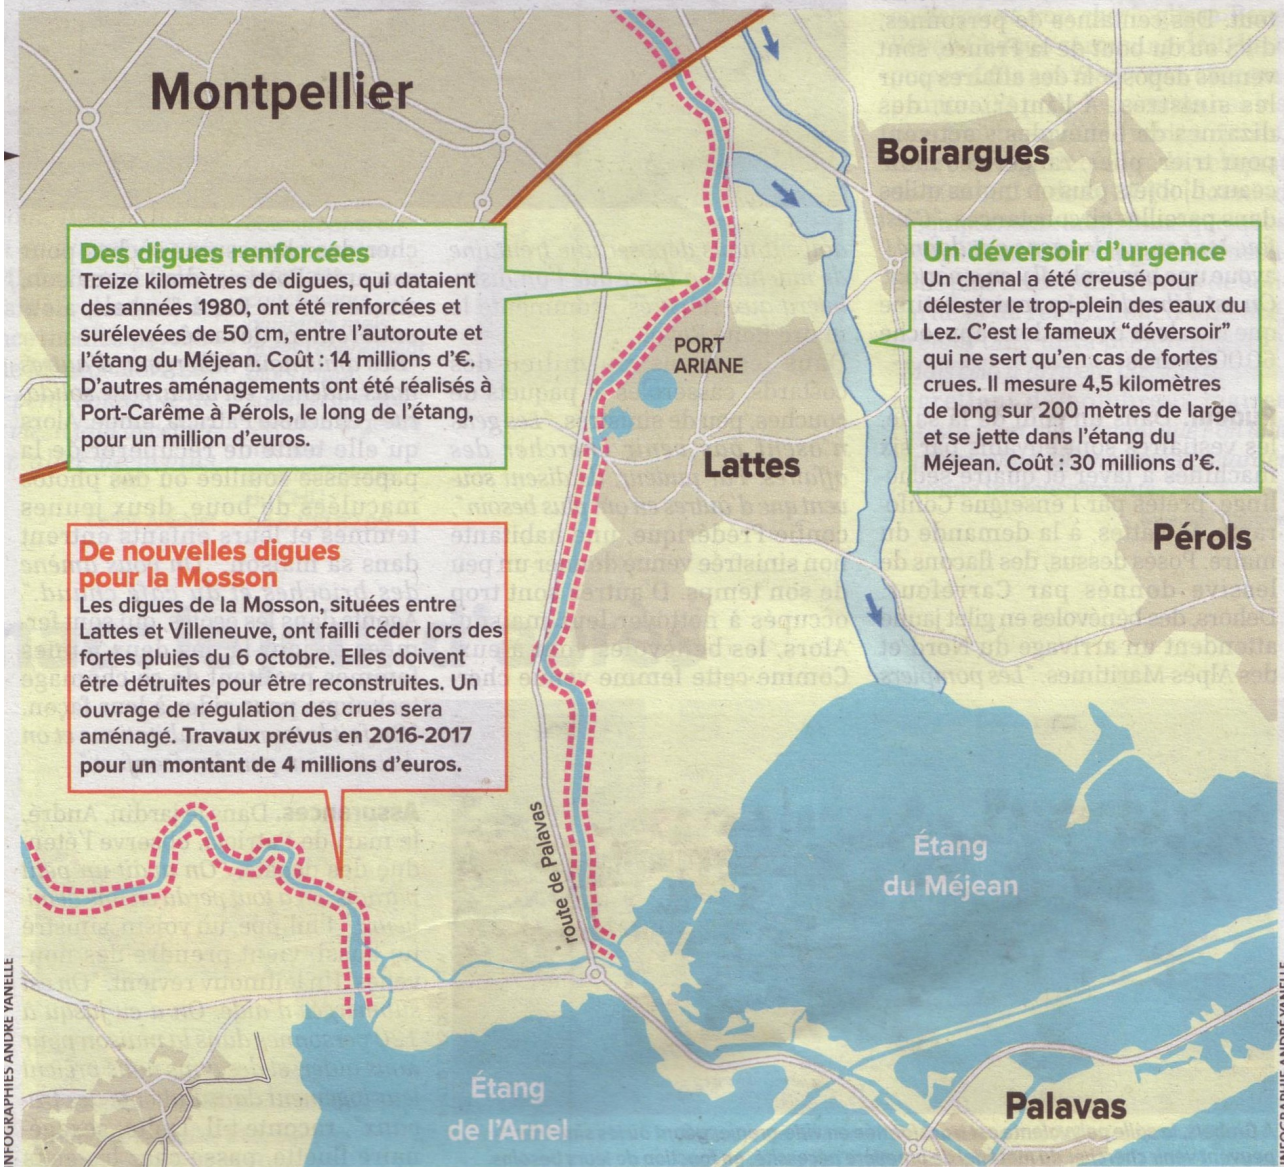 Montpellier
Boirargues
Des digues renforcées
Treize kilomètres de digues, qui dataient
des années 1980, ont été renforcées et
surélevées de 50 cm, entre l'autoroute et
l'étang du Méjean. Coût : 14 millions d'€.
D'autres aménagements ont été réalisés à
Port-Carême à Pérols, le long de l'étang,
pour un million d'euros.
Un déversoir d'urgence
Un chenal a été creusé pour
délester le trop-plein des eaux du
Lez. C'est le fameux “déversoir”
qui ne sert qu'en cas de fortes
crues. Il mesure 4,5 kilomètres
de long sur 200 mètres de large
et se jette dans l'étang du
Méjean. Coût : 30 millions d'€.
PORT
ARIANE
Lattes
Pérols
De nouvelles digues
pour la Mosson
Les digues de la Mosson, situées entre
Lattes et Villeneuve, ont failli céder lors des
fortes pluies du 6 octobre. Elles doivent
être détruites pour être reconstruites. Un
ouvrage de régulation des crues sera
aménagé. Travaux prévus en 2016-2017
pour un montant de 4 millions d'euros.
route de Palavas
Étang
du Méjean
Étang
de l'Arnel
Palavas
INFOGRAPHIES ANDRÉ YANELLE